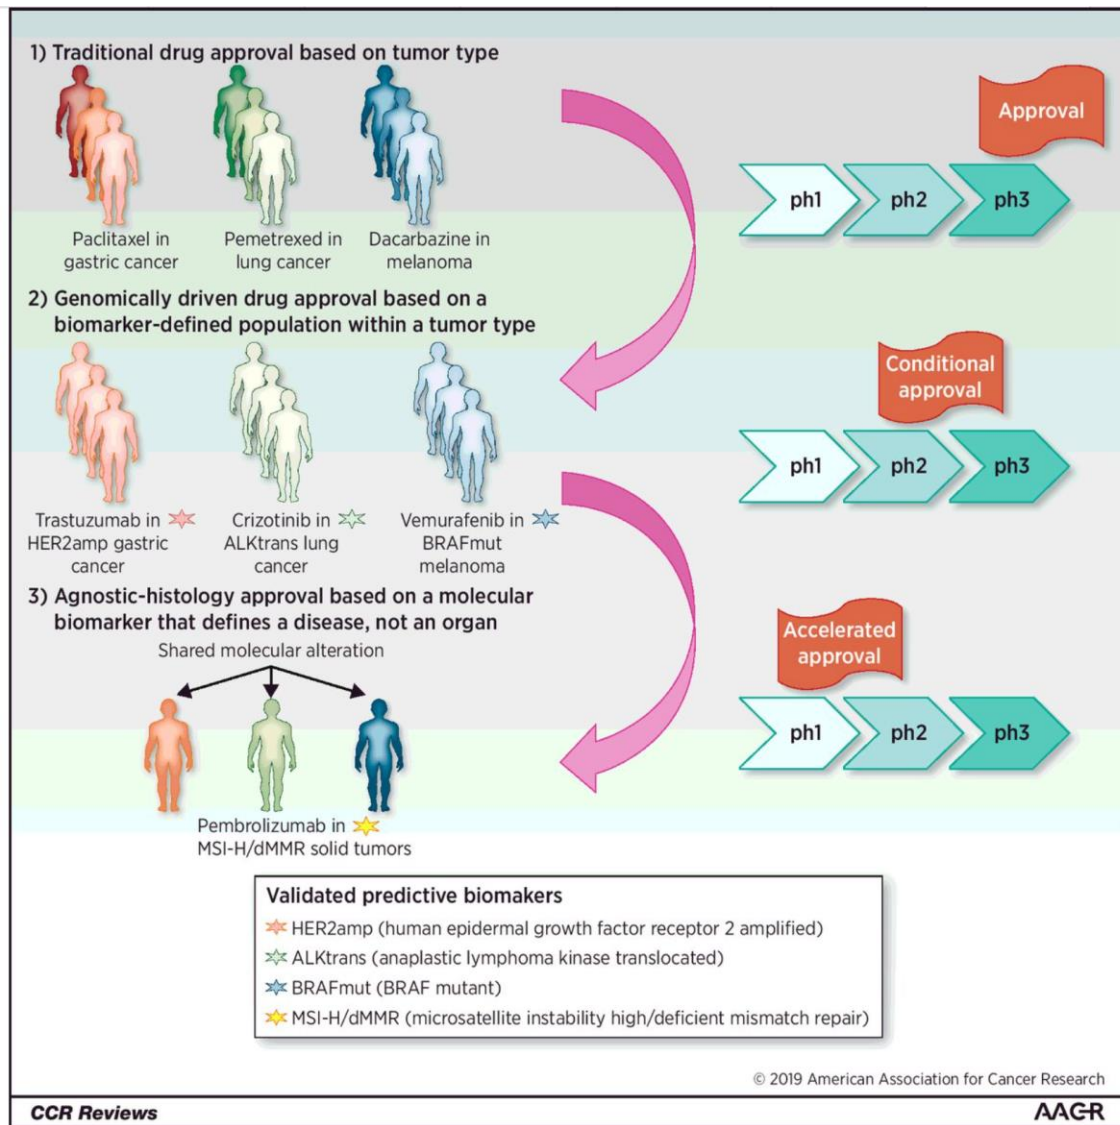 1) Traditional drug approval based on tumor type
Approval
ph1
ph2
ph3
Paclitaxel in
gastric cancer
Pemetrexed in
lung cancer
Dacarbazine in
melanoma
2) Genomically driven drug approval based on a
biomarker-defined population within a tumor type
Conditional
approval
ph1
ph2
ph3
Trastuzumab in
HER2amp gastric
cancer
Crizotinib in
ALKtrans lung
cancer
Vemurafenib in
BRAFmut
melanoma
3) Agnostic-histology approval based on a molecular
biomarker that defines a disease, not an organ
Shared molecular alteration
Accelerated
approval
ph1
ph2
ph3
Pembrolizumab in
MSI-H/dMMR solid tumors
Validated predictive biomakers
HER2amp (human epidermal growth factor receptor 2 amplified)
ALKtrans (anaplastic lymphoma kinase translocated)
BRAFmut (BRAF mutant)
MSI-H/dMMR (microsatellite instability high/deficient mismatch repair)
© 2019 American Association for Cancer Research
CCR Reviews
AACR